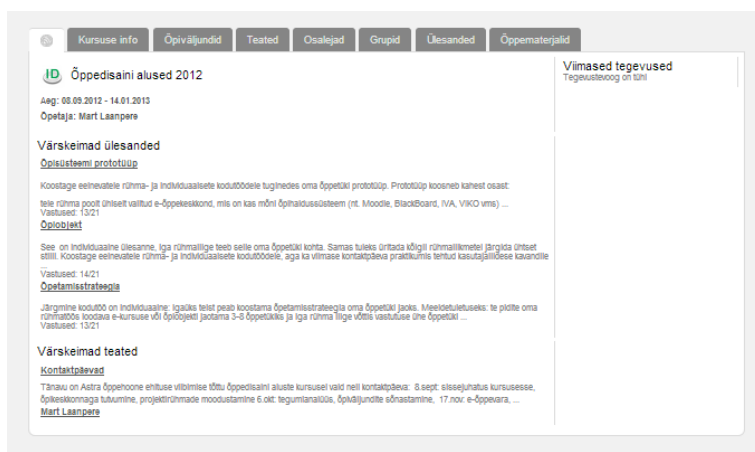 Kursuse info Õpiväljundid Teated Osalejad Grupid Ülesanded Õppematerjalid
ID Õppedisaini alused 2012
Aeg: 08.09.2012 - 14.01.2013
Õpetaja: Mart Laanpere
Värskeimad ülesanded
Õpisüsteemi prototüüp
Koostage eelnevatele rühma- ja individuaalsete kodutöödele tuginedes oma õppetüki prototüüp. Prototüüp koosneb kahest osast:
teie rühma poolt ühiselt valitud e-õppekeskkond, mis on kas mõni õpihaldussüsteem (nt. Moodle, BlackBoard, IVA, VIKO vms) ...
Vastused: 13/21
Õpiobjekt
See on individuaalne ülesanne, iga rühmaliige teeb selle oma õppetüki kohta. Samas tuleks üritada kõigil rühmaliikmetel järgida ühtset
stiili. Koostage eelnevatele rühma- ja individuaalsete kodutöödele, aga ka viimase kontaktpäeva praktikumis tehtud kasutajaliidese kavandile
...
Vastused: 14/21
Õpetamisstrateegia
Järgmine kodutöö on individuaalne: igaüks teist peab koostama õpetamisstrateegia oma õppetüki jaoks. Meeldetuletuseks: te pidite oma
rühmatöös loodava e-kursuse või õpiobjekti jaotama 3-8 õppetükiks ja iga rühma liige võttis vastutuse ühe õppetüki ...
Vastused: 13/21
Värskeimad teated
Kontaktpäevad
Tänavu on Astra õppehoone ehituse viibimise tõttu õppedisaini aluste kursusel vaid neli kontaktpäeva: 8.sept: sissejuhatus kursusesse,
õpikeskkonnaga tutvumine, projektirühmade moodustamine 6.okt: tegumianalüüs, õpiväljundite sõnastamine, 17.nov: e-õppevara, ...
Mart Laanpere
Viimased tegevused
Tegevustevoog on tühi